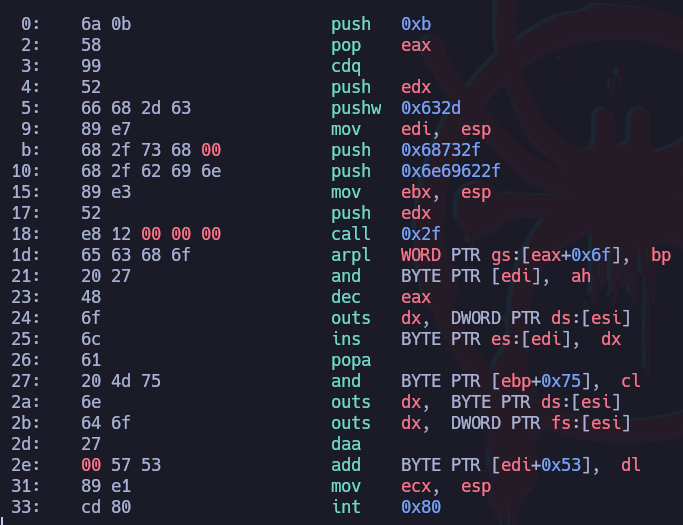 0: 6a 0b push 0xb
2: 58 pop eax
3: 99 cdq
4: 52 push edx
5: 66 68 2d 63 pushw 0x632d
9: 89 e7 mov edi, esp
b: 68 2f 73 68 00 push 0x68732f
10: 68 2f 62 69 6e push 0x6e69622f
15: 89 e3 mov ebx, esp
17: 52 push edx
18: e8 12 00 00 00 call 0x2f
1d: 65 63 68 6f arpl WORD PTR gs:[eax+0x6f], bp
21: 20 27 and BYTE PTR [edi], ah
23: 48 dec eax
24: 6f outs dx, DWORD PTR ds:[esi]
25: 6c ins BYTE PTR es:[edi], dx
26: 61 popa
27: 20 4d 75 and BYTE PTR [ebp+0x75], cl
2a: 6e outs dx, BYTE PTR ds:[esi]
2b: 64 6f outs dx, DWORD PTR fs:[esi]
2d: 27 daa
2e: 00 57 53 add BYTE PTR [edi+0x53], dl
31: 89 e1 mov ecx, esp
33: cd 80 int 0x80